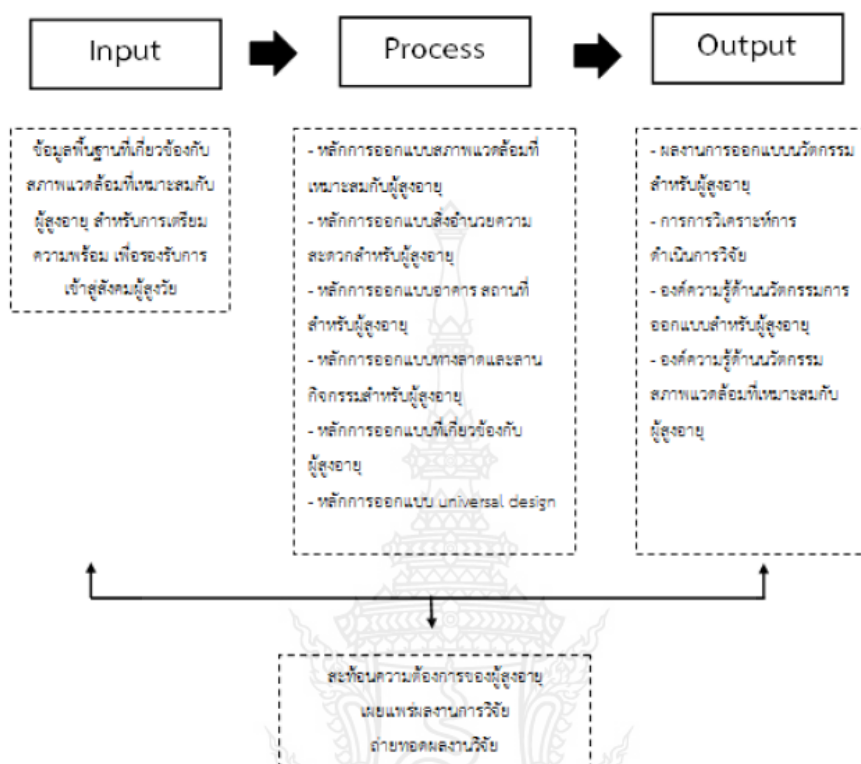 Input
Process
Output
ข้อมูลพื้นฐานที่เกี่ยวข้องกับ
สภาพแวดล้อมที่เหมาะสมกับ
ผู้สูงอายุ สำหรับการเตรียม
ความพร้อม เพื่อรองรับการ
เข้าสู่สังคมผู้สูงวัย
- หลักการออกแบบสภาพแวดล้อมที่
เหมาะสมกับผู้สูงอายุ
- หลักการออกแบบสิ่งอำนวยความ
สะดวกสำหรับผู้สูงอายุ
- หลักการออกแบบอาคาร สถานที่
สำหรับผู้สูงอายุ
- หลักการออกแบบทางลาดและลาน
กิจกรรมสำหรับผู้สูงอายุ
- หลักการออกแบบที่เกี่ยวข้องกับ
ผู้สูงอายุ
- หลักการออกแบบ universal design
- ผลงานการออกแบบนวัตกรรม
สำหรับผู้สูงอายุ
- การการวิเคราะห์การ
ดำเนินการวิจัย
- องค์ความรู้ด้านนวัตกรรมการ
ออกแบบสำหรับผู้สูงอายุ
- องค์ความรู้ด้านนวัตกรรม
สภาพแวดล้อมที่เหมาะสมกับ
ผู้สูงอายุ
สะท้อนความต้องการของผู้สูงอายุ
เผยแพร่ผลงานการวิจัย
ถ่ายทอดผลงานวิจัย